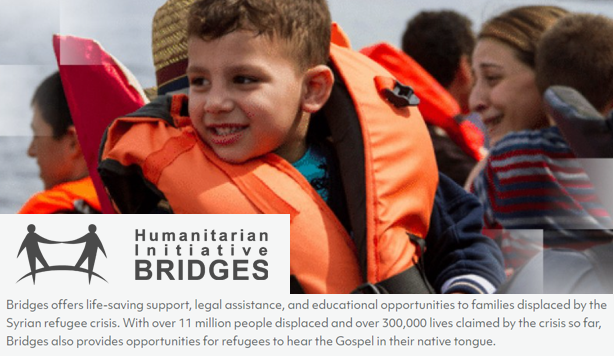 Humanitarian
Initiative
BRIDGES
Bridges offers life-saving support, legal assistance, and educational opportunities to families displaced by the
Syrian refugee crisis. With over 11 million people displaced and over 300,000 lives claimed by the crisis so far,
Bridges also provides opportunities for refugees to hear the Gospel in their native tongue.